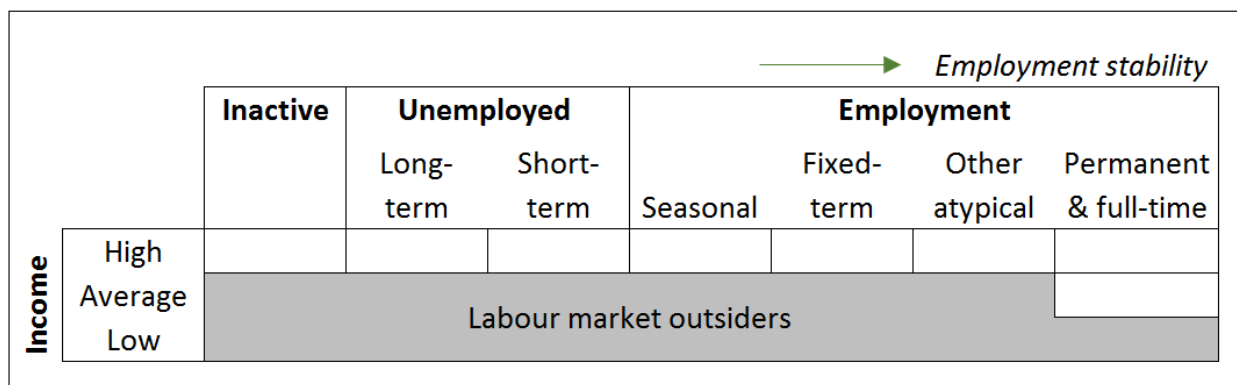 Employment stability
Inactive Unemployed Employment
Long- Short- Fixed- Other Permanent
term term Seasonal term atypical & full-time
Income
High
Average
Labour market outsiders
Low